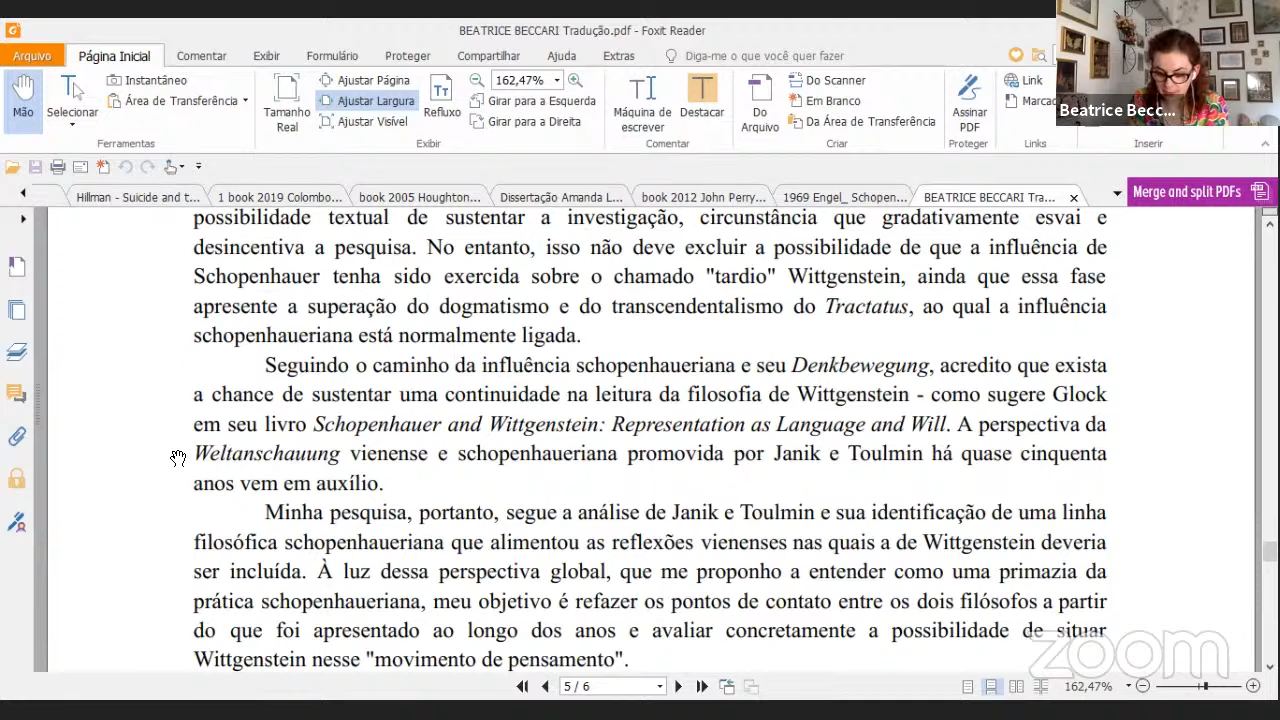 BEATRICE BECCARI Tradução.pdf - Foxit Reader
Arquivo Página Inicial Comentar Exibir Formulário Proteger Compartilhar Ajuda Extras Diga-me o que você quer fazer
Mão
Selecionar
Instantâneo
Área de Transferência
Ferramentas
Tamanho Real
Ajustar Página
Ajustar Largura
Ajuste Visível
Refluxo
162,47%
Girar para a Esquerda
Girar para a Direita
Exibir
Máquina de escrever
Destacar
Comentar
Do Arquivo
Do Scanner
Em Branco
Da Área de Transferência
Criar
Assinar PDF
Proteger
Link
Links
Inserir
Beatrice Becc...
Hillman - Suicide and t... 1 book 2019 Colombo... book 2005 Houghton... Dissertação Amanda L... book 2012 John Perry... 1969 Engel_ Schopen... BEATRICE BECCARI Tra... Merge and split PDFs
possibilidade textual de sustentar a investigação, circunstância que gradativamente esvai e
desincentiva a pesquisa. No entanto, isso não deve excluir a possibilidade de que a influência de
Schopenhauer tenha sido exercida sobre o chamado "tardio" Wittgenstein, ainda que essa fase
apresente a superação do dogmatismo e do transcendentalismo do Tractatus, ao qual a influência
schopenhaueriana está normalmente ligada.
Seguindo o caminho da influência schopenhaueriana e seu Denkbewegung, acredito que exista
a chance de sustentar uma continuidade na leitura da filosofia de Wittgenstein - como sugere Glock
em seu livro Schopenhauer and Wittgenstein: Representation as Language and Will. A perspectiva da
Weltanschauung vienense e schopenhaueriana promovida por Janik e Toulmin há quase cinquenta
anos vem em auxílio.
Minha pesquisa, portanto, segue a análise de Janik e Toulmin e sua identificação de uma linha
filosófica schopenhaueriana que alimentou as reflexões vienenses nas quais a de Wittgenstein deveria
ser incluída. À luz dessa perspectiva global, que me proponho a entender como uma primazia da
prática schopenhaueriana, meu objetivo é refazer os pontos de contato entre os dois filósofos a partir
do que foi apresentado ao longo dos anos e avaliar concretamente a possibilidade de situar
Wittgenstein nesse "movimento de pensamento".
zoom
5 / 6
162,47%